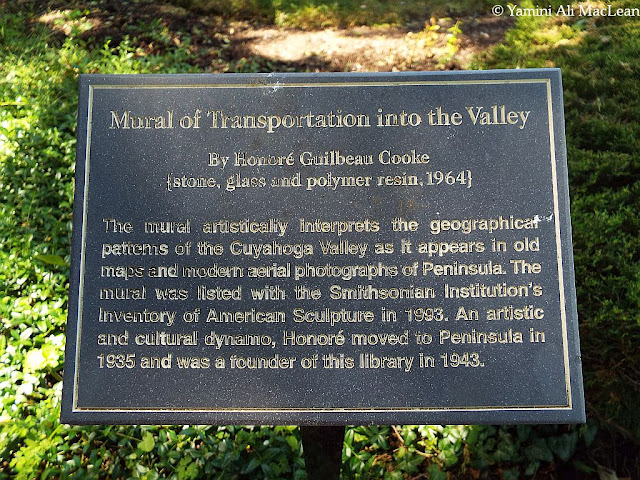 © Yamini Ali MacLean
Mural of Transportation into the Valley
By Honoré Guilbeau Cooke
{stone, glass and polymer resin, 1964}
The mural artistically interprets the geographical
patterns of the Cuyahoga Valley as it appears in old
maps and modern aerial photographs of Peninsula. The
mural was listed with the Smithsonian Institution's
Inventory of American Sculpture in 1993. An artistic
and cultural dynamo, Honoré moved to Peninsula in
1935 and was a founder of this library in 1943.